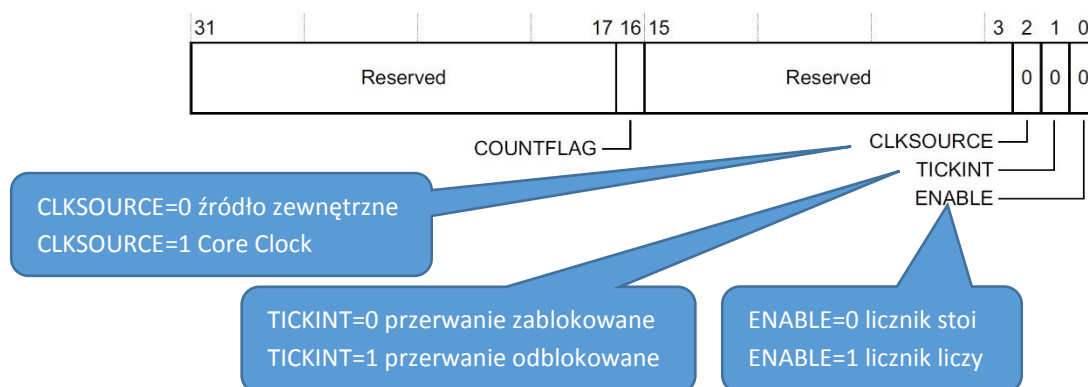 31 17 16 15 3 2 1 0
Reserved Reserved 0 0 0
COUNTFLAG CLKSOURCE
TICKINT
ENABLE
CLKSOURCE=0 źródło zewnętrzne
CLKSOURCE=1 Core Clock
TICKINT=0 przerwanie zablokowane
TICKINT=1 przerwanie odblokowane
ENABLE=0 licznik stoi
ENABLE=1 licznik liczy